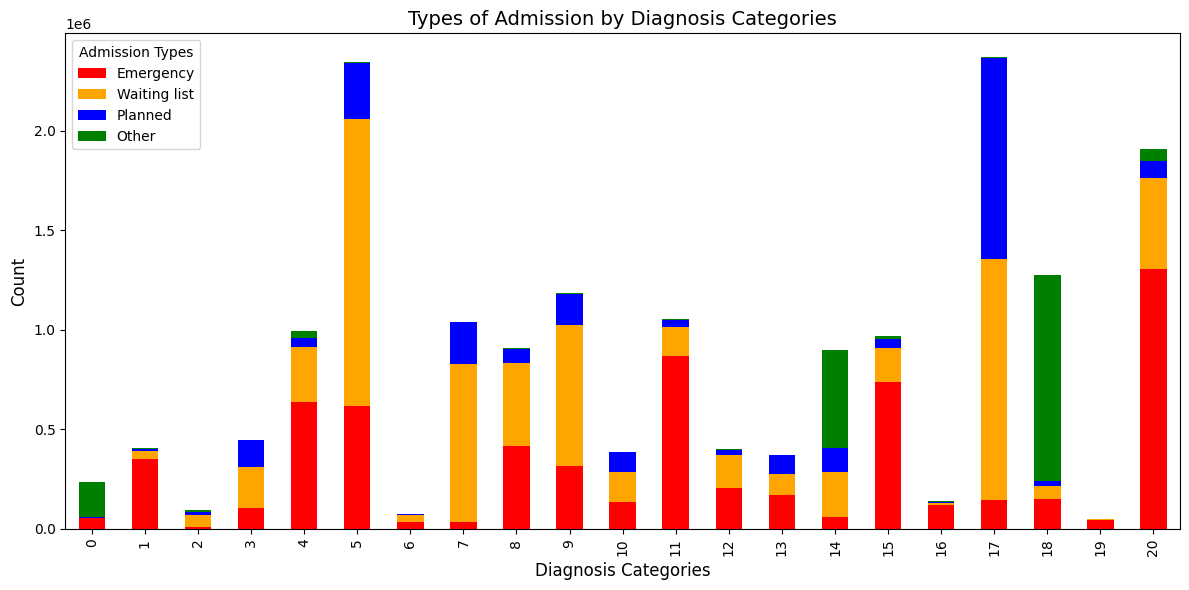 Types of Admission by Diagnosis Categories
1e6
Admission Types
Emergency
Waiting list
Planned
Other
Count
2.0
1.5
1.0
0.5
0.0
0 1 2 3 4 5 6 7 8 9 10 11 12 13 14 15 16 17 18 19 20
Diagnosis Categories